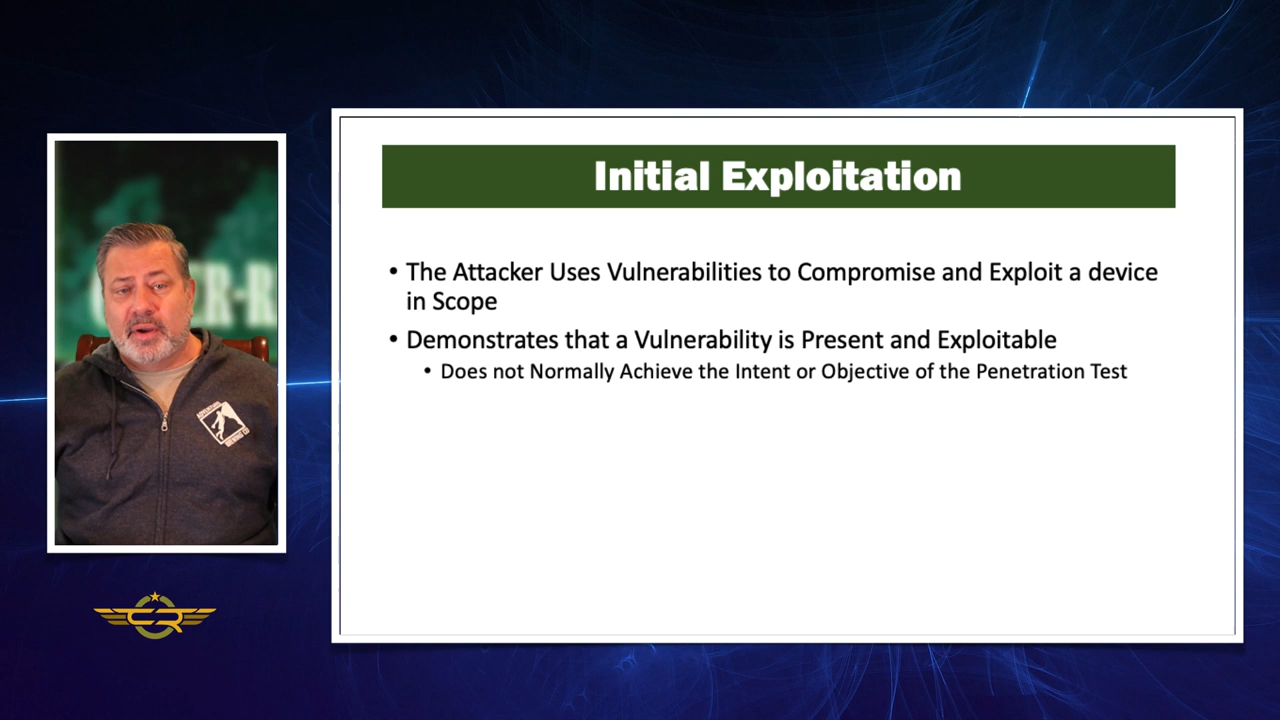 Initial Exploitation
• The Attacker Uses Vulnerabilities to Compromise and Exploit a device
in Scope
• Demonstrates that a Vulnerability is Present and Exploitable
• Does not Normally Achieve the Intent or Objective of the Penetration Test
CR